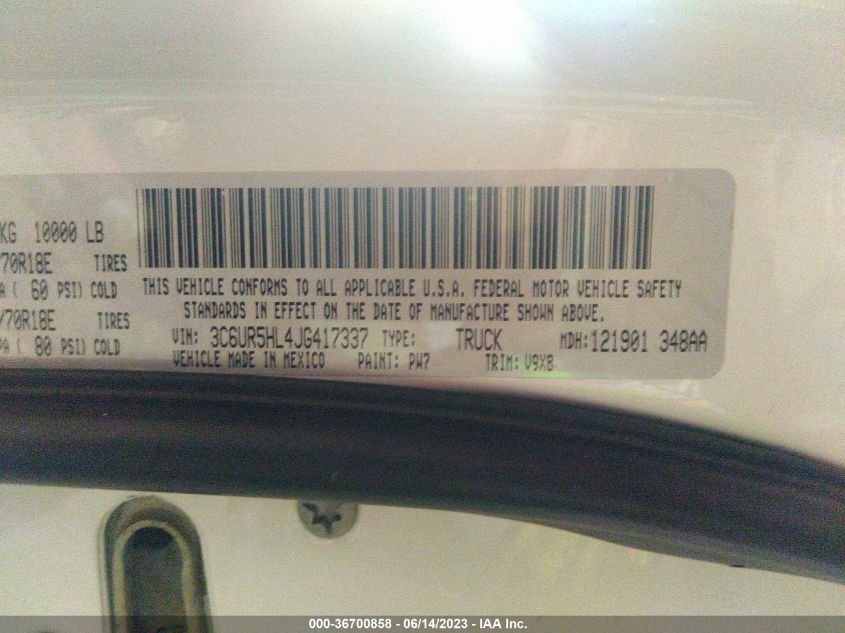 KG 10000 LB
/70R18E TIRES
A ( 60 PSI) COLD
/70R18E TIRES
PA ( 80 PSI) COLD
THIS VEHICLE CONFORMS TO ALL APPLICABLE U.S.A. FEDERAL MOTOR VEHICLE SAFETY
STANDARDS IN EFFECT ON THE DATE OF MANUFACTURE SHOWN ABOVE.
VIN: 3C6UR5HL4JG417337 TYPE: TRUCK MDH: 121901 348AA
VEHICLE MADE IN MEXICO PAINT: PW7 TRIM: V9X8
000-36700858 - 06/14/2023 - IAA Inc.